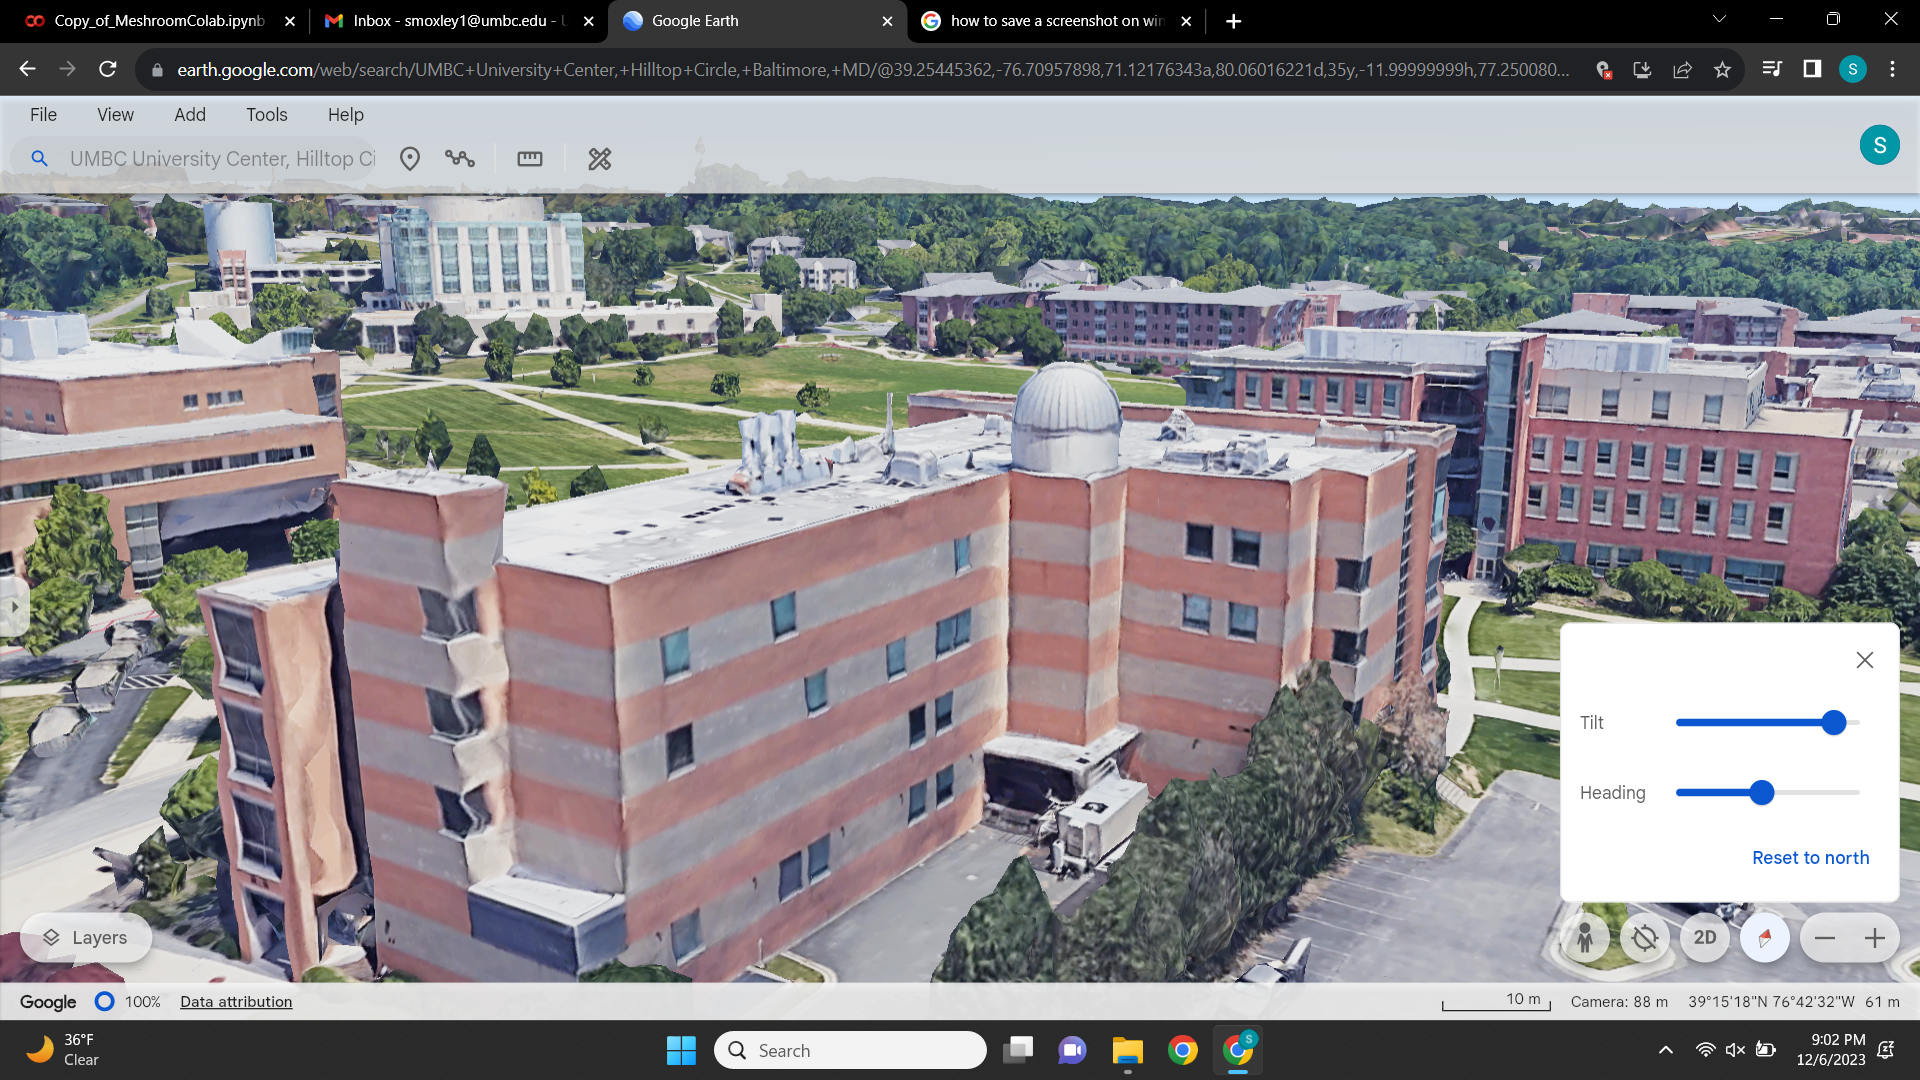 Copy_of_MeshroomColab.ipynb
Inbox - smoxley1@umbc.edu - U
Google Earth
how to save a screenshot on win
earth.google.com/web/search/UMBC+University+Center,+Hilltop+Circle,+Baltimore,+MD/@39.25445362,-76.70957898,71.12176343a,80.06016221d,35y,-11.99999999h,77.250080...
S
File View Add Tools Help
UMBC University Center, Hilltop Ci
S
Tilt
Heading
Reset to north
Layers
2D
Google 100% Data attribution
10 m
Camera: 88 m 39°15'18"N 76°42'32"W 61 m
36°F
Clear
Search
S
9:02 PM
12/6/2023